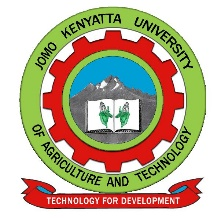 JOMO KENYATTA UNIVERSITY
OF AGRICULTURE AND TECHNOLOGY
TECHNOLOGY FOR DEVELOPMENT